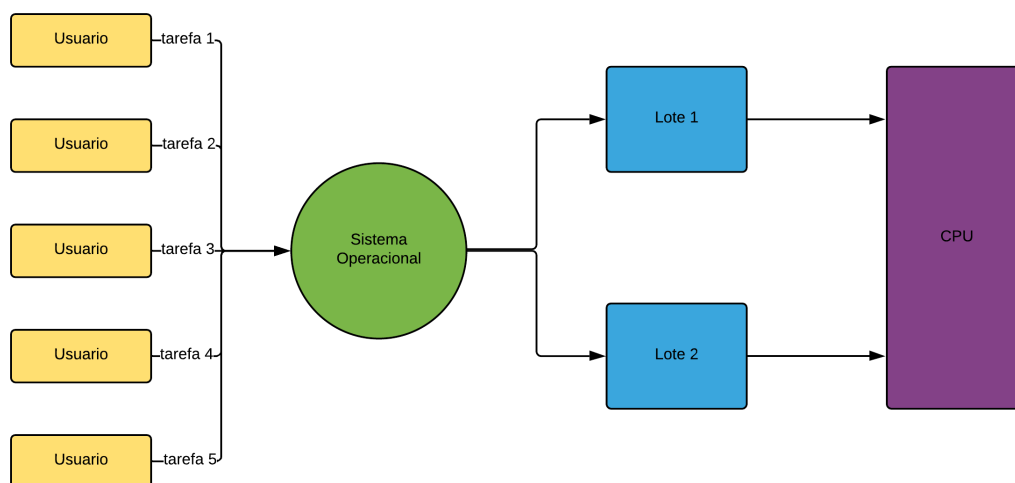 Usuario
tarefa 1
Usuario
tarefa 2
Usuario
tarefa 3
Usuario
tarefa 4
Usuario
tarefa 5
Sistema
Operacional
Lote 1
Lote 2
CPU